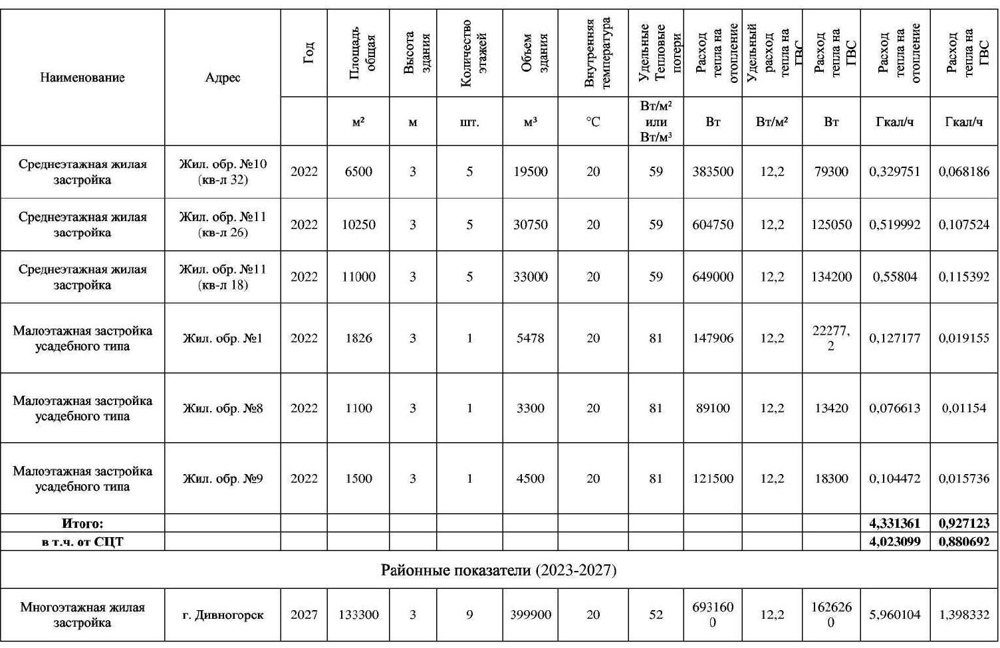 Наименование
Адрес
Год
Площадь
общая
Высота
здания
Количество
этажей
Объем
здания
Внутренняя
температура
Удельные
Тепловые
потери
Расход
тепла на
отопление
Удельный
расход
тепла на
ГВС
Расход
тепла на
ГВС
Расход
тепла на
отопление
Расход
тепла на
ГВС
м² м шт. м³ °С Вт/м²
или
Вт/м³ Вт Вт/м² Вт Гкал/ч Гкал/ч
Среднеэтажная жилая
застройка
Жил. обр. №10
(кв-л 32)
2022 6500 3 5 19500 20 59 383500 12,2 79300 0,329751 0,068186
Среднеэтажная жилая
застройка
Жил. обр. №11
(кв-л 26)
2022 10250 3 5 30750 20 59 604750 12,2 125050 0,519992 0,107524
Среднеэтажная жилая
застройка
Жил. обр. №11
(кв-л 18)
2022 11000 3 5 33000 20 59 649000 12,2 134200 0,55804 0,115392
Малоэтажная застройка
усадебного типа
Жил. обр. №1
2022 1826 3 1 5478 20 81 147906 12,2 22277,
2 0,127177 0,019155
Малоэтажная застройка
усадебного типа
Жил. обр. №8
2022 1100 3 1 3300 20 81 89100 12,2 13420 0,076613 0,01154
Малоэтажная застройка
усадебного типа
Жил. обр. №9
2022 1500 3 1 4500 20 81 121500 12,2 18300 0,104472 0,015736
Итого: 4,331361 0,927123
в т.ч. от СЦТ 4,023099 0,880692
Районные показатели (2023-2027)
Многоэтажная жилая
застройка
г. Дивногорск
2027 133300 3 9 399900 20 52 693160
0 12,2 162626
0 5,960104 1,398332